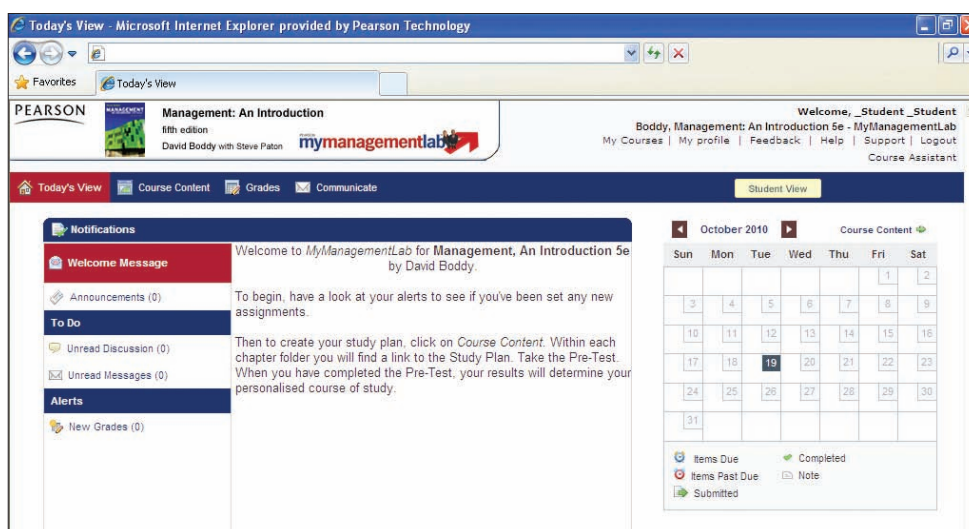 Today's View - Microsoft Internet Explorer provided by Pearson Technology
Favorites
Today's View
PEARSON
MANAGEMENT
Management: An Introduction
fifth edition
David Boddy with Steve Paton
mymanagementlab
Welcome, _Student _Student
Boddy, Management: An Introduction 5e - MyManagementLab
My Courses | My profile | Feedback | Help | Support | Logout
Course Assistant
Today's View
Course Content
Grades
Communicate
Student View
Notifications
Welcome Message
Announcements (0)
To Do
Unread Discussion (0)
Unread Messages (0)
Alerts
New Grades (0)
Welcome to MyManagementLab for Management, An Introduction 5e
by David Boddy.
To begin, have a look at your alerts to see if you've been set any new
assignments.
Then to create your study plan, click on Course Content. Within each
chapter folder you will find a link to the Study Plan. Take the Pre-Test.
When you have completed the Pre-Test, your results will determine your
personalised course of study.
October 2010
Course Content
Sun Mon Tue Wed Thu Fri Sat
1 2
3 4 5 6 7 8 9
10 11 12 13 14 15 16
17 18 19 20 21 22 23
24 25 26 27 28 29 30
31
Items Due
Completed
Items Past Due
Note
Submitted